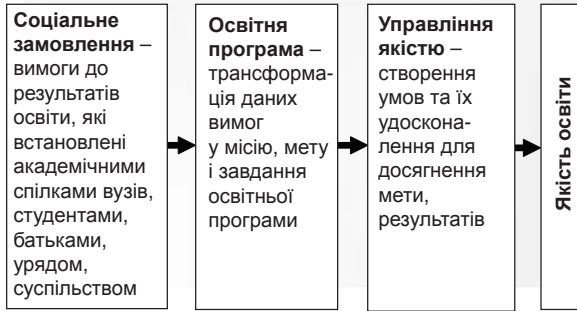 Соціальне
замовлення –
вимоги до
результатів
освіти, які
встановлені
академічними
спілками вузів,
студентами,
батьками,
урядом,
суспільством
Освітня
програма –
трансформа-
ція даних
вимог
у місію, мету
і завдання
освітньої
програми
Управління
якістю –
створення
умов та їх
удоскона-
лення для
досягнення
мети,
результатів
Якість освіти